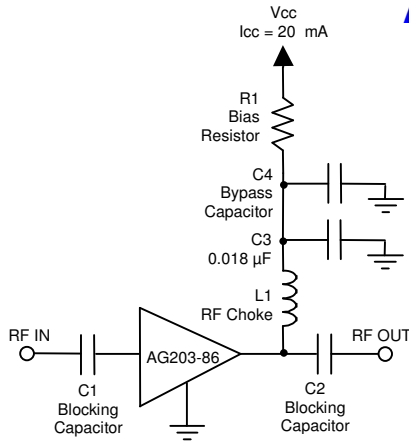 Vcc
Icc = 20 mA
R1
Bias
Resistor
C4
Bypass
Capacitor
C3
0.018 µF
L1
RF Choke
RF IN
AG203-86
RF OUT
C1
Blocking
Capacitor
C2
Blocking
Capacitor